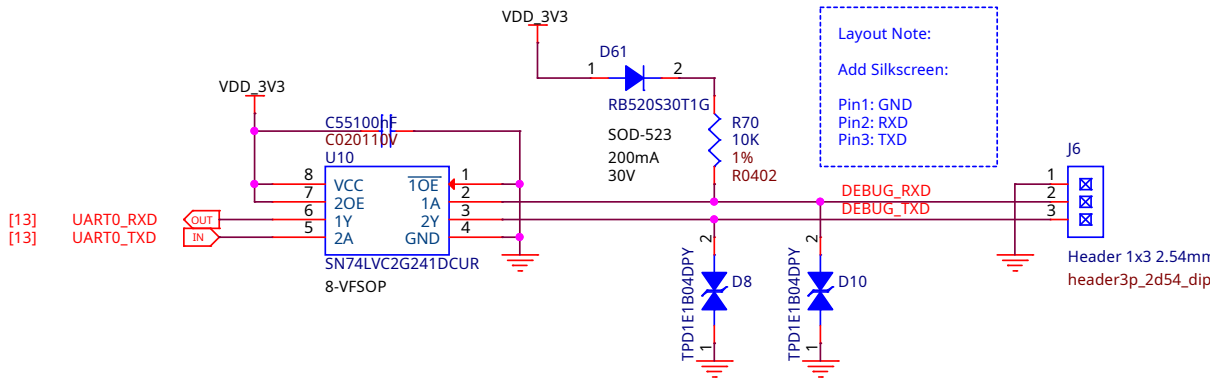 VDD_3V3
Layout Note:
Add Silkscreen:
Pin1: GND
Pin2: RXD
Pin3: TXD
D61
1
2
RB520S30T1G
SOD-523
200mA
30V
R70
10K
1%
R0402
VDD_3V3
C55100nF
C020110V
U10
8
VCC
1OE
1
7
2OE
1A
2
6
1Y
2Y
3
5
2A
GND
4
SN74LVC2G241DCUR
8-VFSOP
[13]
UART0_RXD
OUT
[13]
UART0_TXD
IN
DEBUG_RXD
DEBUG_TXD
J6
1
2
3
Header 1x3 2.54mm
header3p_2d54_dip
2
D8
TPD1E1B04DPY
1
2
D10
TPD1E1B04DPY
1